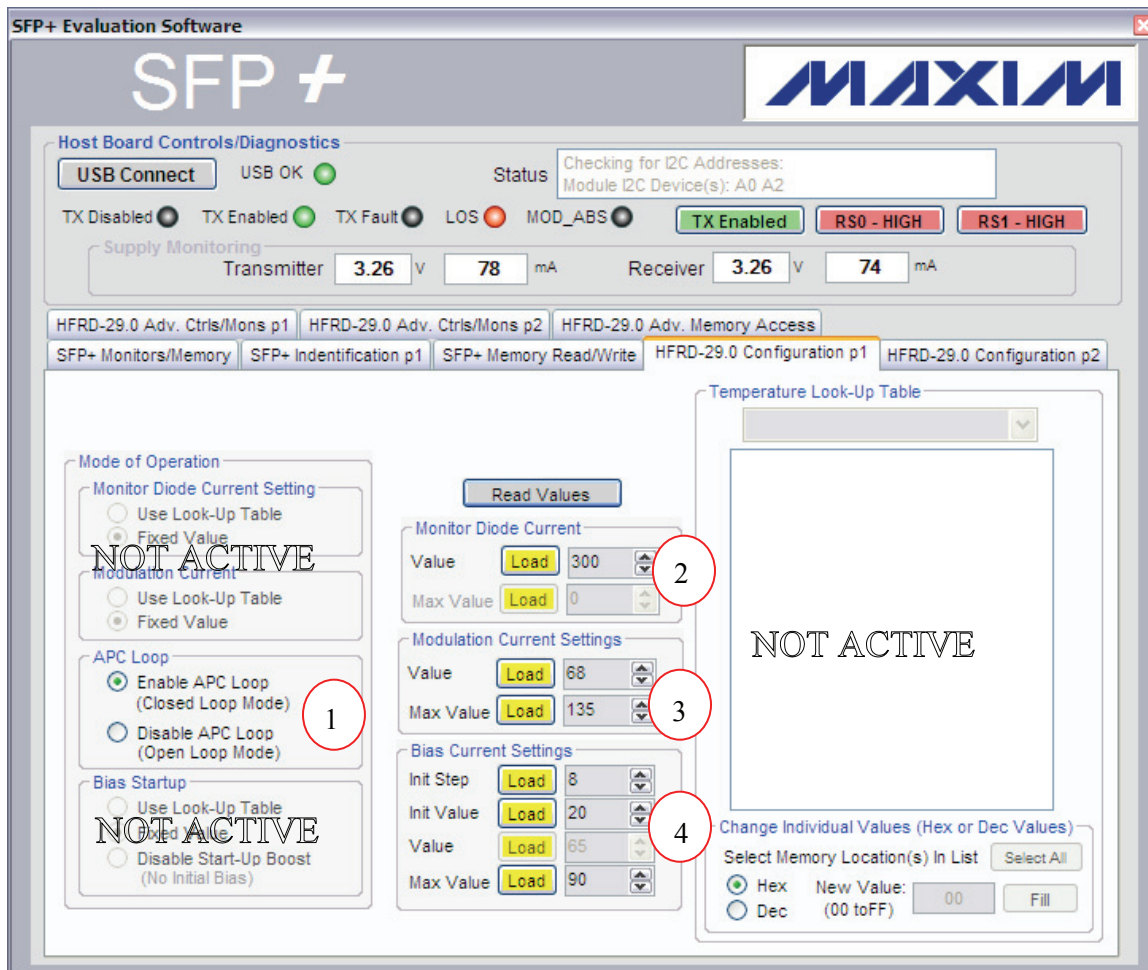 SFP+ Evaluation Software
SFP +
MAXIM
Host Board Controls/Diagnostics
USB Connect USB OK Status Checking for I2C Addresses:
Module I2C Device(s): A0 A2
TX Disabled TX Enabled TX Fault LOS MOD_ABS TX Enabled RS0 - HIGH RS1 - HIGH
Supply Monitoring
Transmitter 3.26 V 78 mA Receiver 3.26 V 74 mA
HFRD-29.0 Adv. Ctrls/Mons p1 HFRD-29.0 Adv. Ctrls/Mons p2 HFRD-29.0 Adv. Memory Access
SFP+ Monitors/Memory SFP+ Indentification p1 SFP+ Memory Read/Write HFRD-29.0 Configuration p1 HFRD-29.0 Configuration p2
Mode of Operation
Monitor Diode Current Setting
Use Look-Up Table
Fixed Value
NOT ACTIVE
Modulation Current
Use Look-Up Table
Fixed Value
APC Loop
Enable APC Loop
(Closed Loop Mode)
1
Disable APC Loop
(Open Loop Mode)
Bias Startup
Use Look-Up Table
Fixed Value
NOT ACTIVE
Disable Start-Up Boost
(No Initial Bias)
Read Values
Monitor Diode Current
Value Load 300
2
Max Value Load 0
Modulation Current Settings
Value Load 68
Max Value Load 135
3
Bias Current Settings
Init Step Load 8
Init Value Load 20
4
Value Load 65
Max Value Load 90
Temperature Look-Up Table
NOT ACTIVE
Change Individual Values (Hex or Dec Values)
Select Memory Location(s) In List Select All
Hex New Value: 00 Fill
Dec (00 toFF)